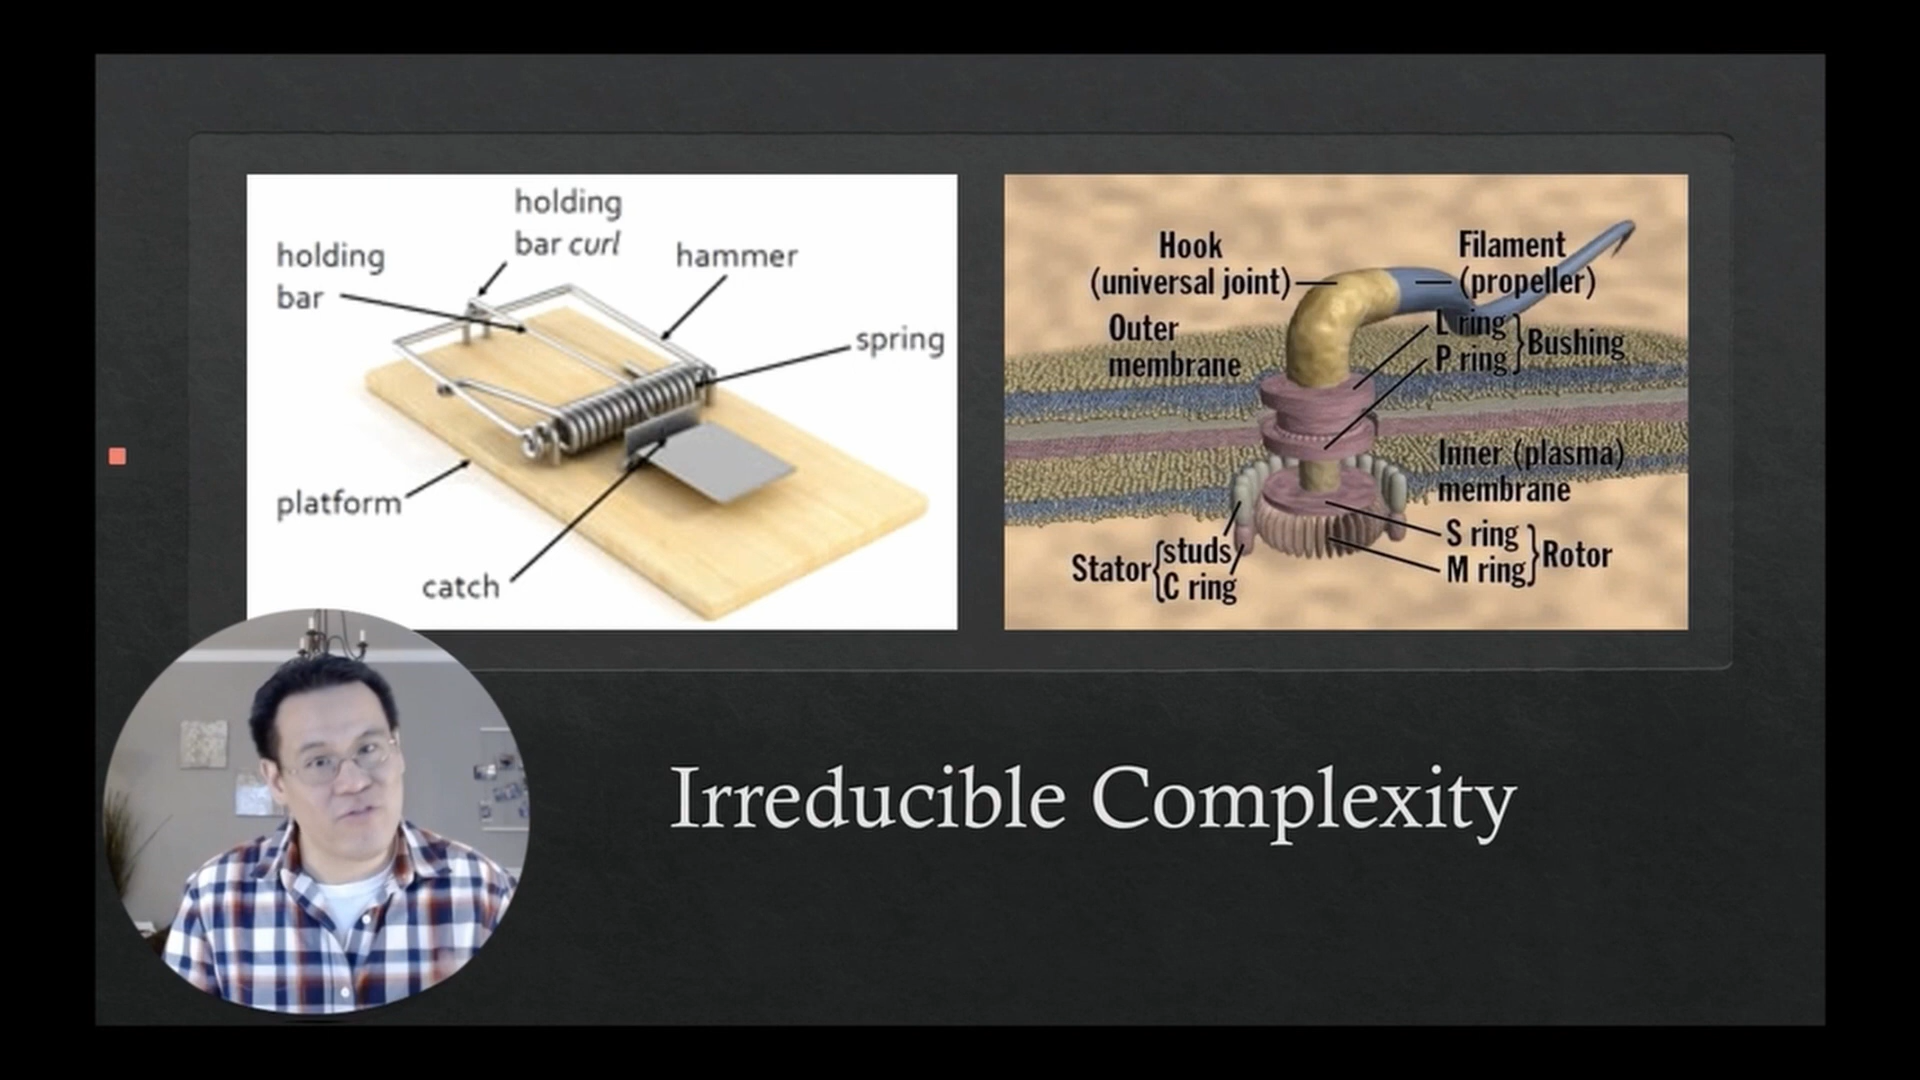 holding
bar curl
holding
bar
hammer
spring
platform
catch
Hook
(universal joint)
Filament
(propeller)
Outer
membrane
L ring
P ring
Bushing
Inner (plasma)
membrane
S ring
M ring
Rotor
Stator
studs
C ring
Irreducible Complexity